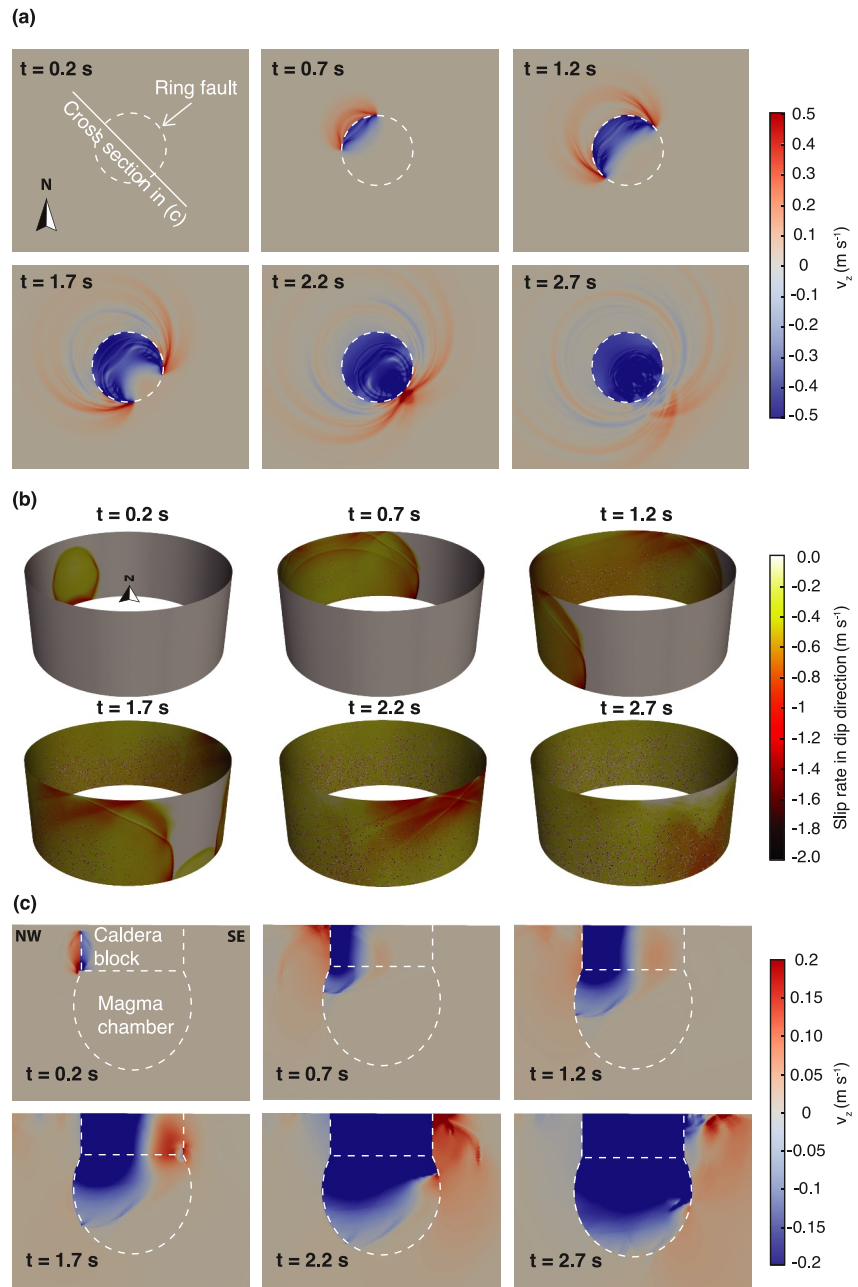 (a)
t = 0.2 s
Ring fault
Cross section in (c)
N
t = 0.7 s
t = 1.2 s
t = 1.7 s
t = 2.2 s
t = 2.7 s
0.5
0.4
0.3
0.2
0.1
0
-0.1
-0.2
-0.3
-0.4
-0.5
v_z (m s⁻¹)
(b)
t = 0.2 s
t = 0.7 s
t = 1.2 s
N
t = 1.7 s
t = 2.2 s
t = 2.7 s
0.0
-0.2
-0.4
-0.6
-0.8
-1
-1.2
-1.4
-1.6
-1.8
-2.0
Slip rate in dip direction (m s⁻¹)
(c)
NW
SE
Caldera
block
Magma
chamber
t = 0.2 s
t = 0.7 s
t = 1.2 s
t = 1.7 s
t = 2.2 s
t = 2.7 s
0.2
0.15
0.10
0.05
0
-0.05
-0.1
-0.15
-0.2
v_z (m s⁻¹)